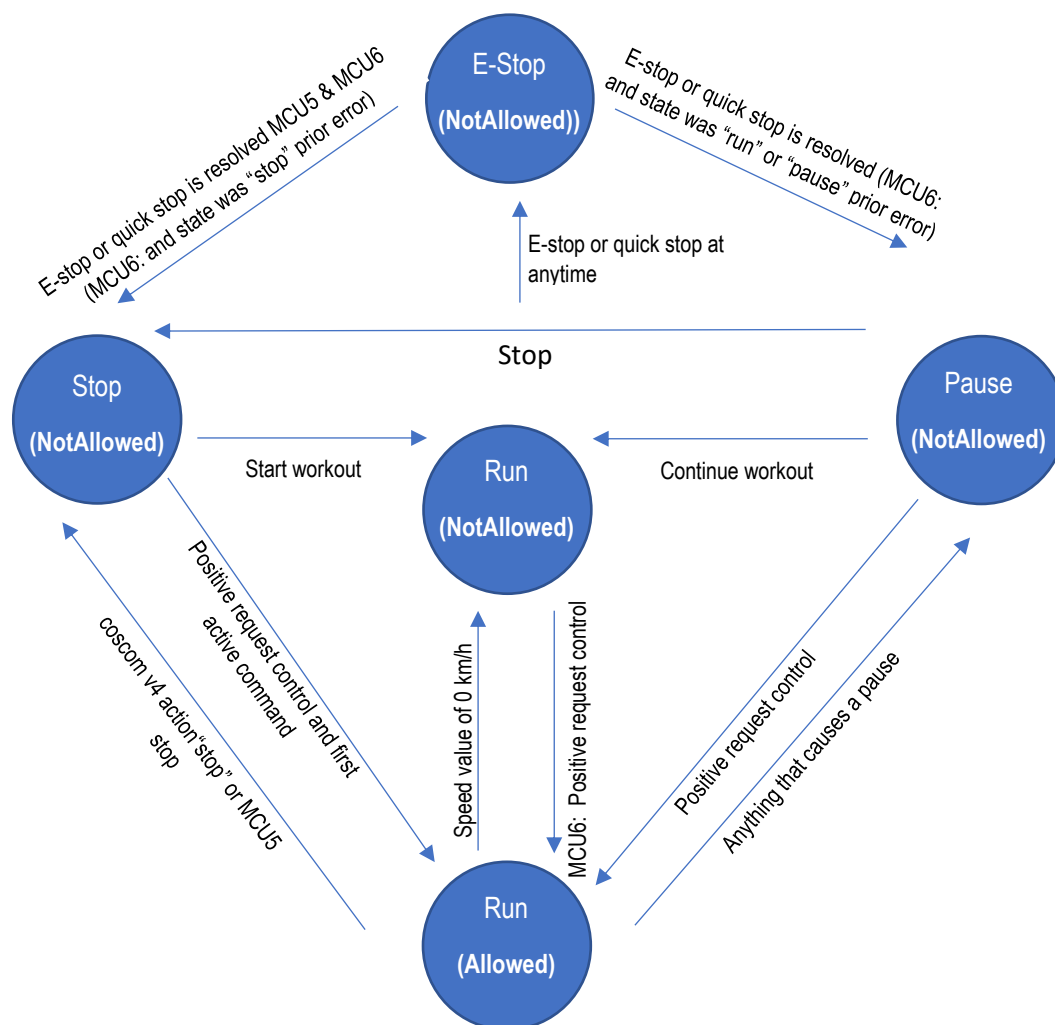 E-Stop
(NotAllowed))
E-stop or quick stop is resolved MCU5 & MCU6
(MCU6: and state was “stop” prior error)
E-stop or quick stop is resolved (MCU6:
and state was “run” or “pause” prior error)
E-stop or quick stop at
anytime
Stop
Stop
(NotAllowed)
Pause
(NotAllowed)
Start workout
Run
(NotAllowed)
Continue workout
Positive request control and first
active command
coscom v4 action“stop” or MCU5
stop
Speed value of 0 km/h
MCU6:  Positive request control
Positive request control
Anything that causes a pause
Run
(Allowed)